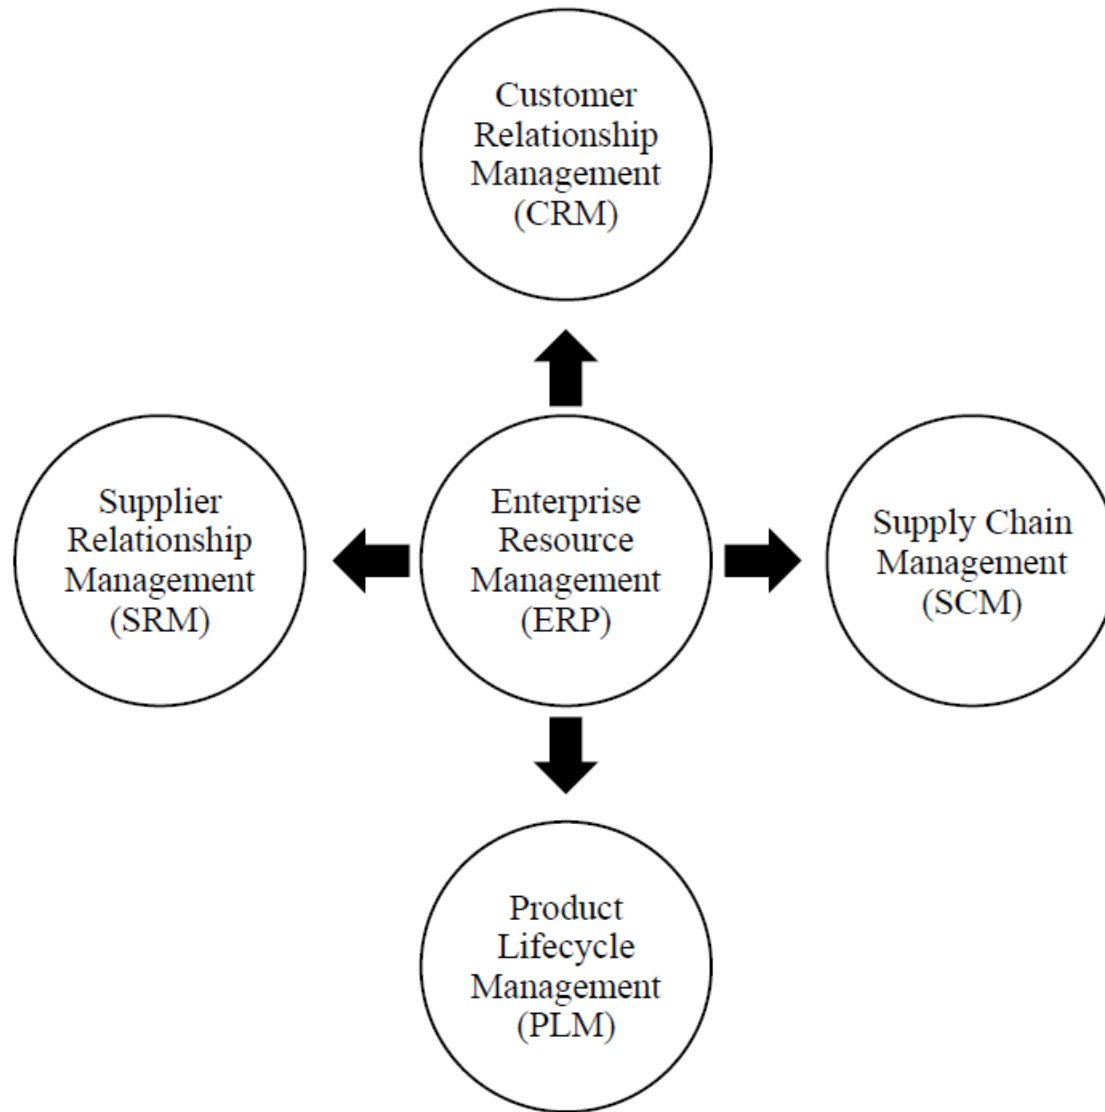 Customer
Relationship
Management
(CRM)
Supplier
Relationship
Management
(SRM)
Enterprise
Resource
Management
(ERP)
Supply Chain
Management
(SCM)
Product
Lifecycle
Management
(PLM)